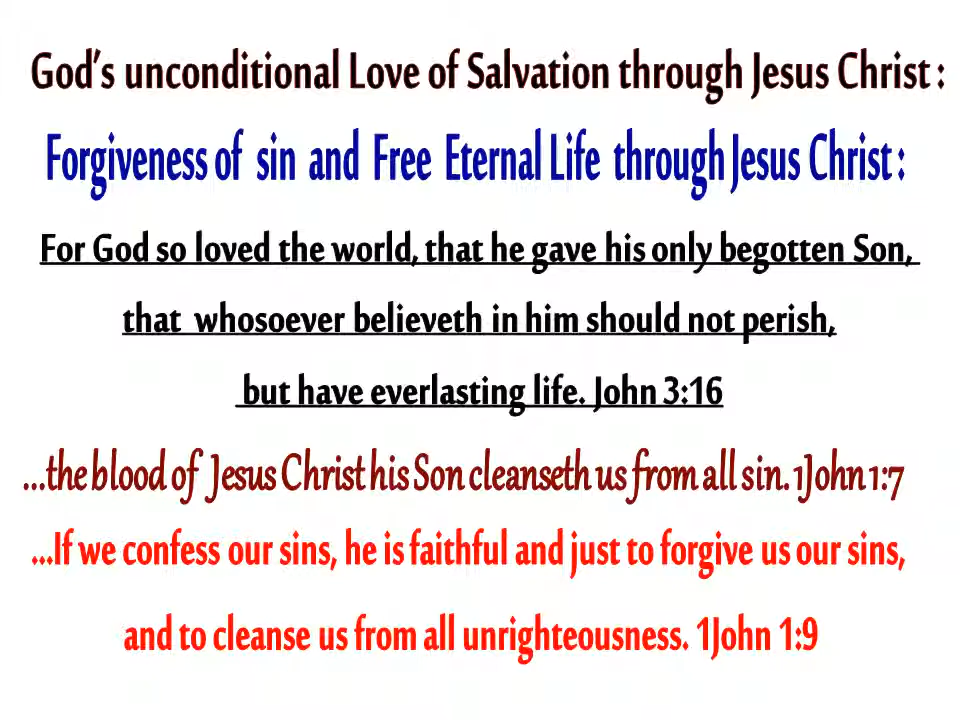 God's unconditional Love of Salvation through Jesus Christ :
Forgiveness of sin and Free Eternal Life through Jesus Christ :
For God so loved the world, that he gave his only begotten Son,
that whosoever believeth in him should not perish,
but have everlasting life. John 3:16
...the blood of Jesus Christ his Son cleanseth us from all sin. 1John 1:7
...If we confess our sins, he is faithful and just to forgive us our sins,
and to cleanse us from all unrighteousness. 1John 1:9